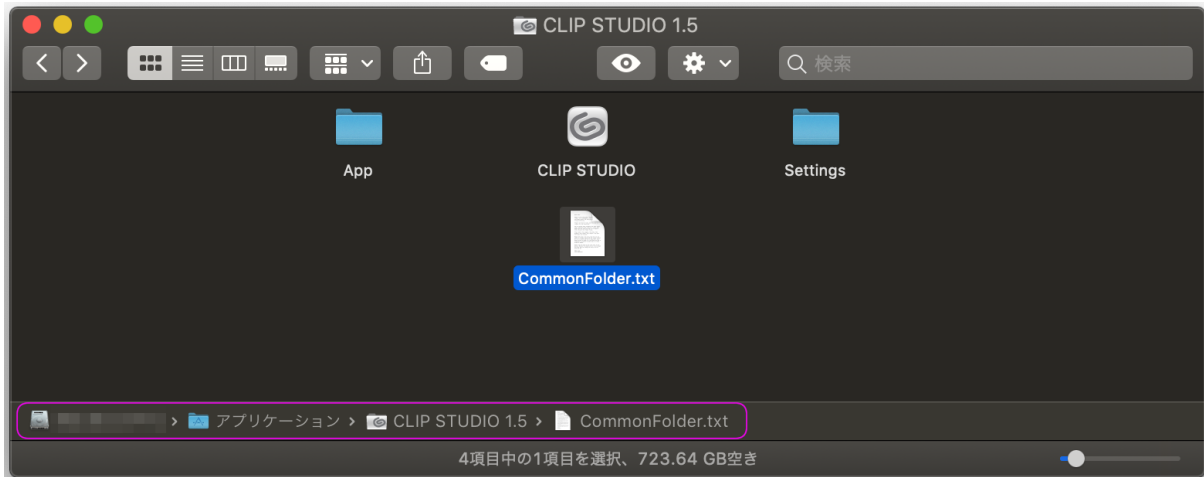 CLIP STUDIO 1.5
検索
App
CLIP STUDIO
Settings
CommonFolder.txt
アプリケーション › CLIP STUDIO 1.5 › CommonFolder.txt
4項目中の1項目を選択、723.64 GB空き